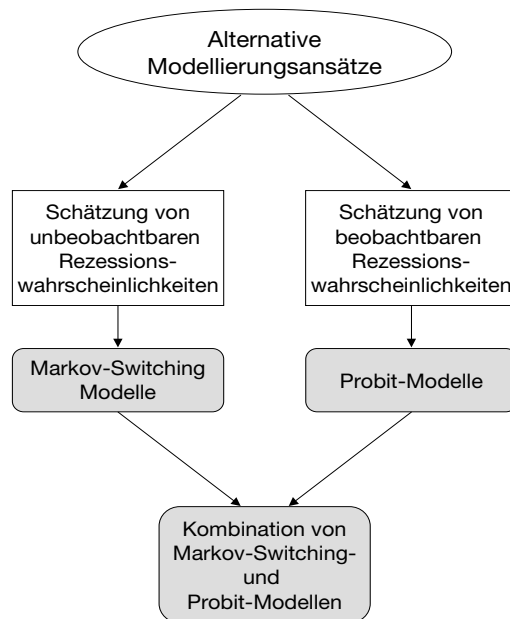 Alternative
Modellierungsansätze
Schätzung von
unbeobachtbaren
Rezessions-
wahrscheinlichkeiten
Schätzung von
beobachtbaren
Rezessions-
wahrscheinlichkeiten
Markov-Switching
Modelle
Probit-Modelle
Kombination von
Markov-Switching-
und
Probit-Modellen